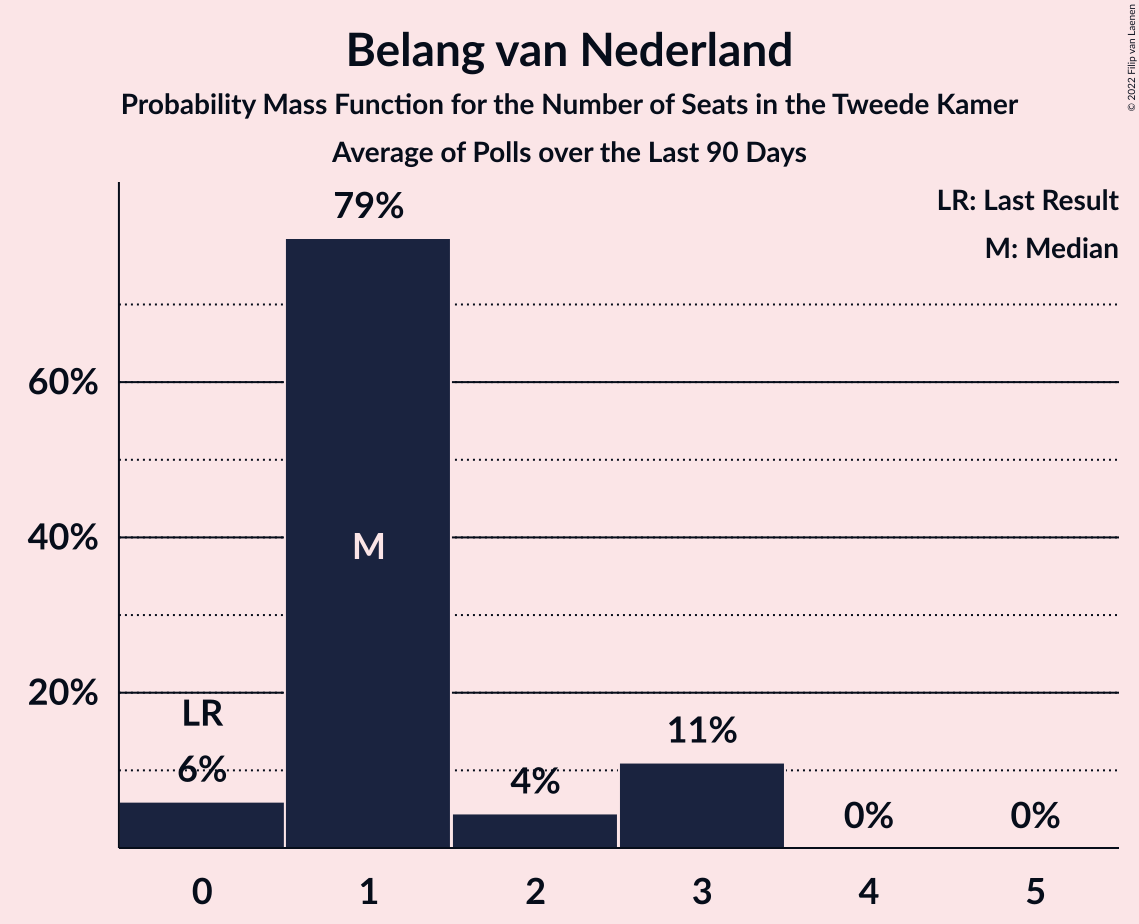 Belang van Nederland
Probability Mass Function for the Number of Seats in the Tweede Kamer
Average of Polls over the Last 90 Days
© 2022 Filip van Laenen
LR: Last Result
M: Median
79%
60%
40%
M
20%
LR
6%
4%
11%
0%
0%
0 1 2 3 4 5